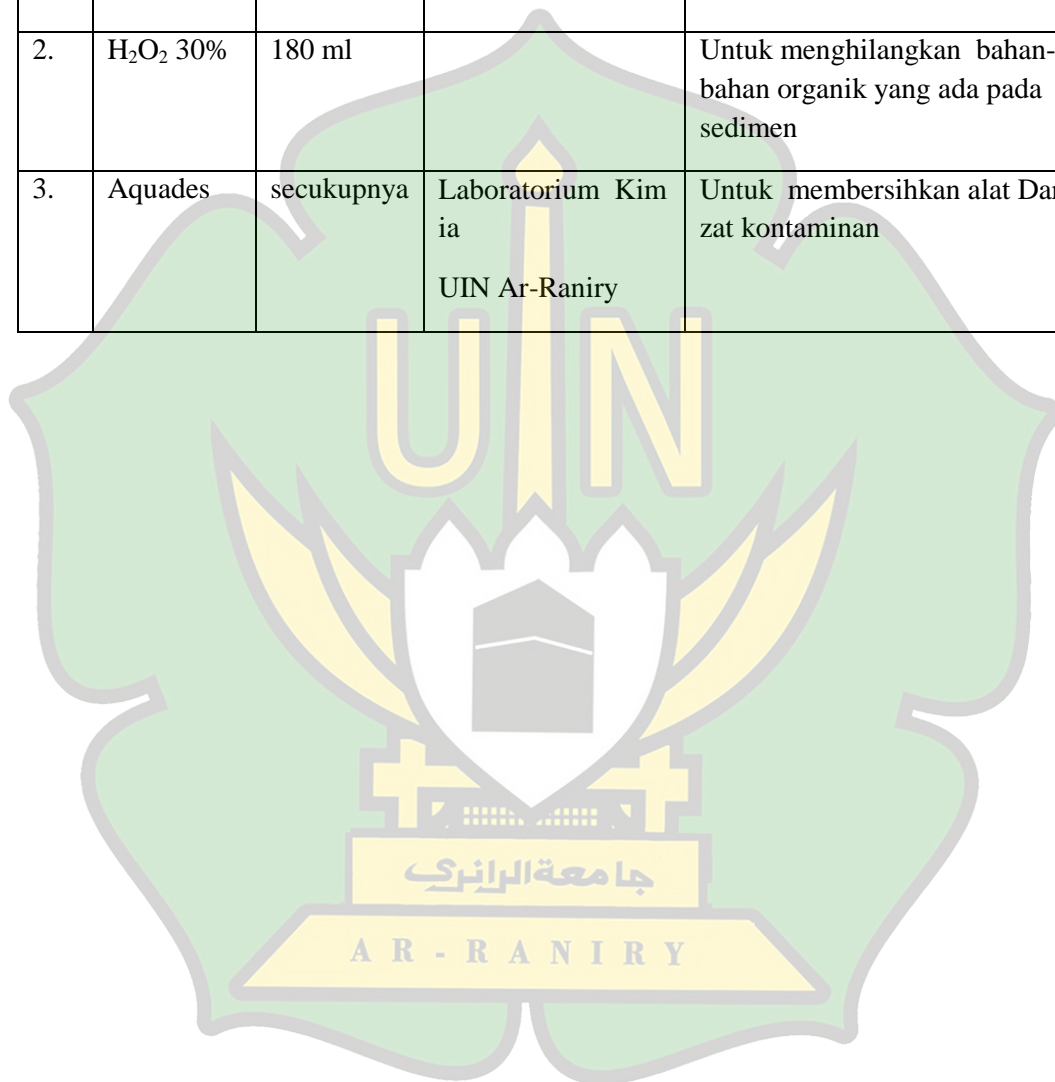 2. H₂O₂ 30% 180 ml Untuk menghilangkan bahan-
bahan organik yang ada pada
sedimen
3. Aquades secukupnya Laboratorium Kim Untuk membersihkan alat
ia zat kontaminan
UIN Ar-Raniry
UIN
جامعةالرانري
AR-RANIRY